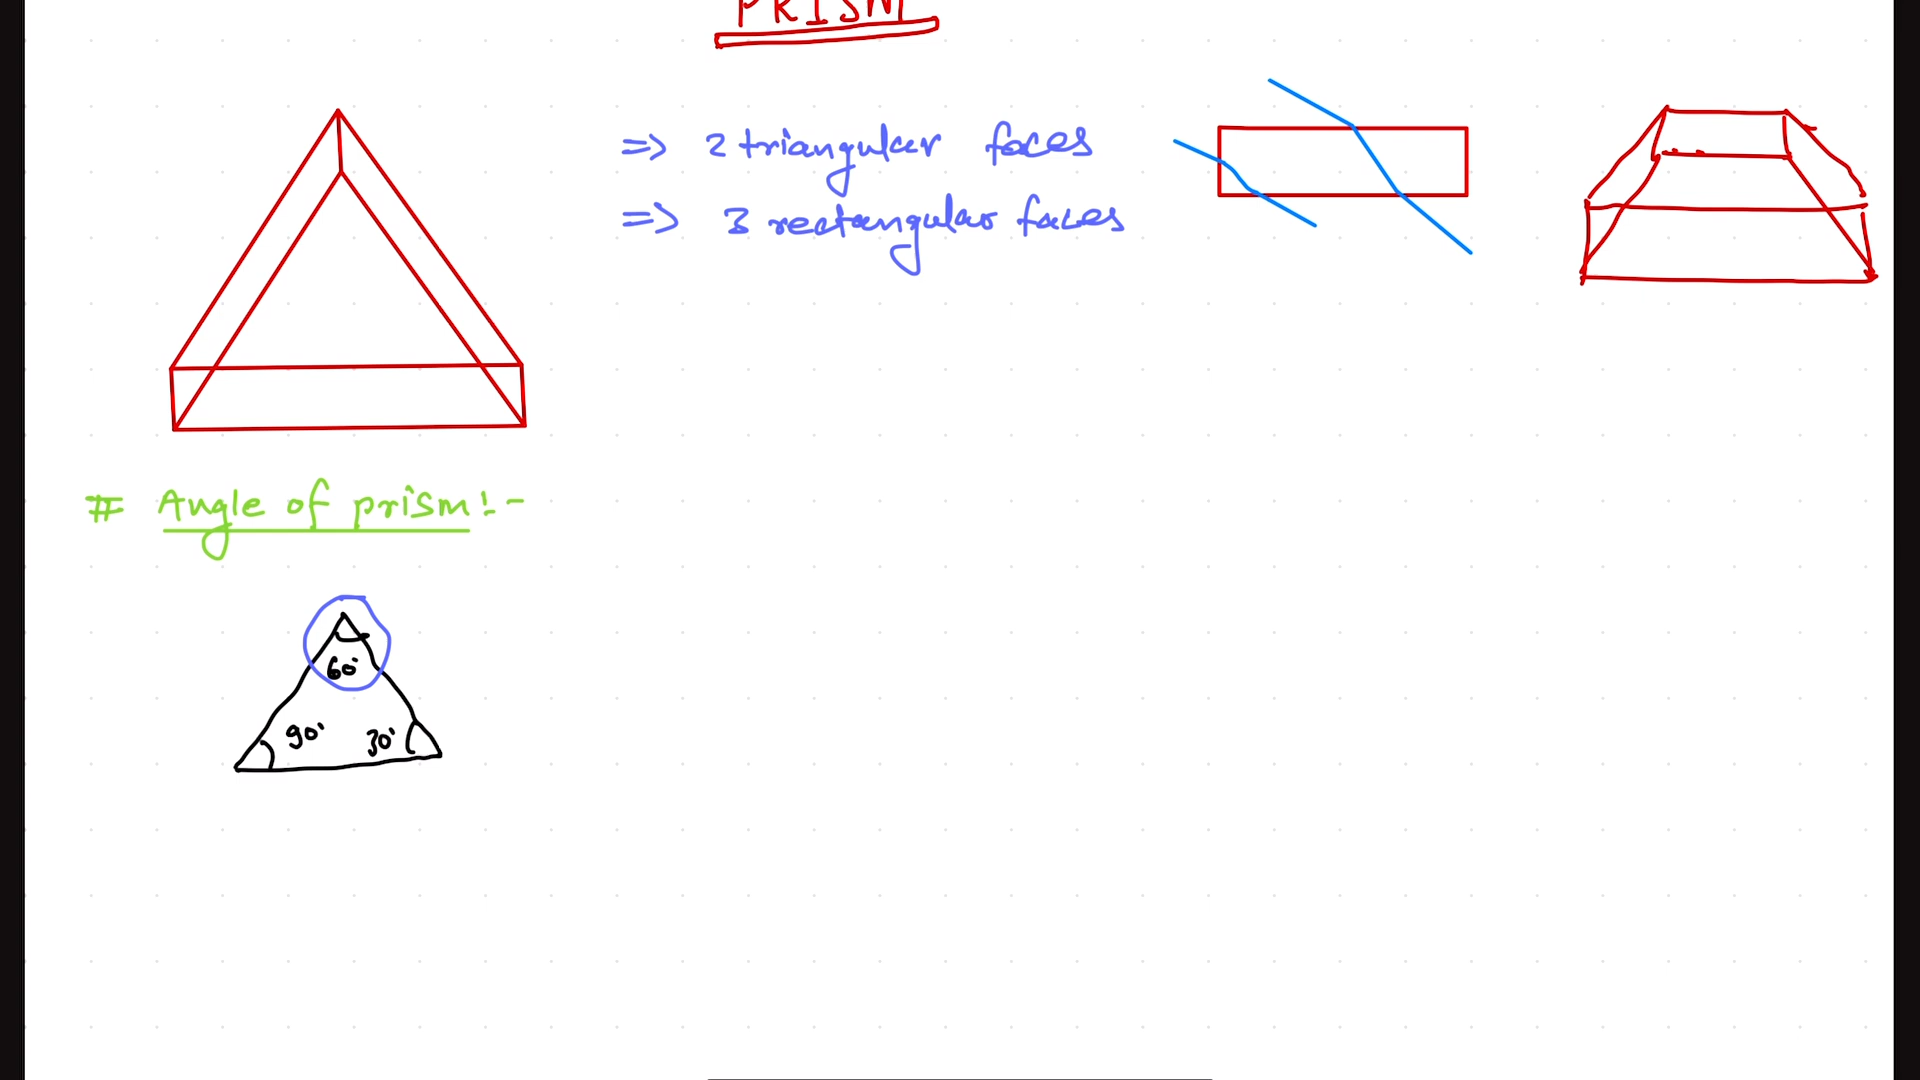 PRISM
=> 2 triangular faces
=> 3 rectangular faces
# Angle of prism:-
60°
90° 30°